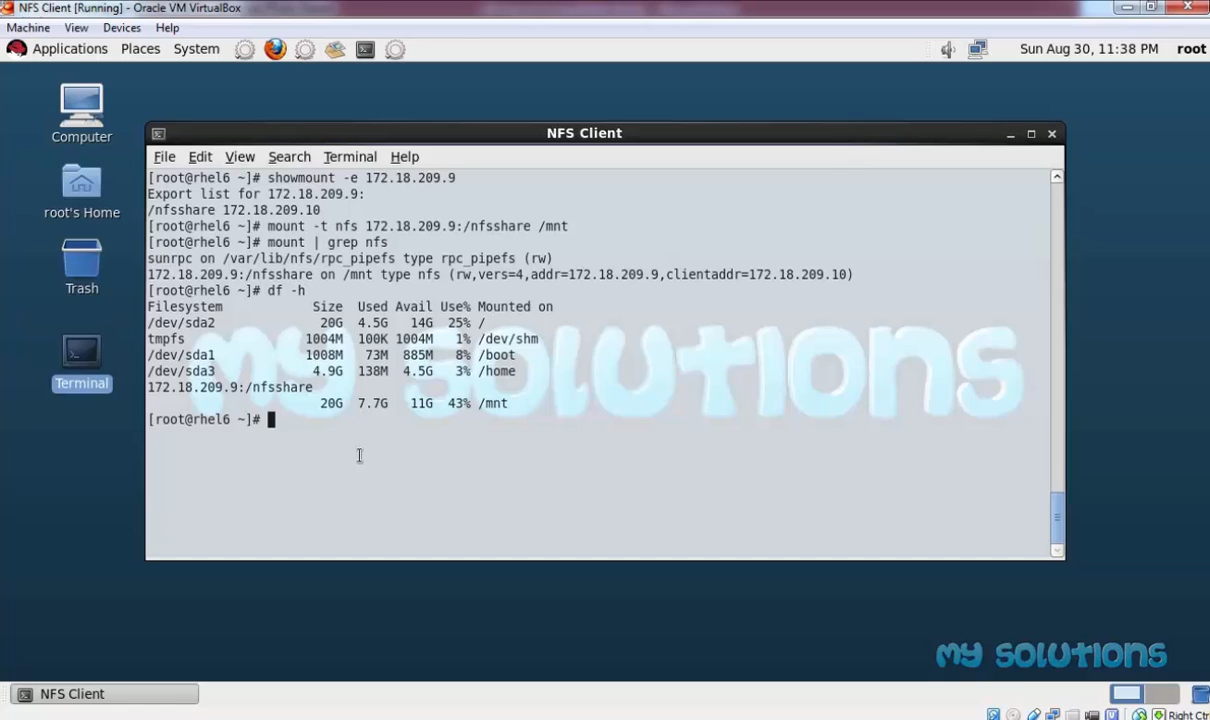 NFS Client [Running] - Oracle VM VirtualBox
Machine View Devices Help
Applications Places System Sun Aug 30, 11:38 PM root
Computer
root's Home
Trash
Terminal
NFS Client
File Edit View Search Terminal Help
[root@rhel6 ~]# showmount -e 172.18.209.9
Export list for 172.18.209.9:
/nfsshare 172.18.209.10
[root@rhel6 ~]# mount -t nfs 172.18.209.9:/nfsshare /mnt
[root@rhel6 ~]# mount | grep nfs
sunrpc on /var/lib/nfs/rpc_pipefs type rpc_pipefs (rw)
172.18.209.9:/nfsshare on /mnt type nfs (rw,vers=4,addr=172.18.209.9,clientaddr=172.18.209.10)
[root@rhel6 ~]# df -h
Filesystem Size Used Avail Use% Mounted on
/dev/sda2 20G 4.5G 14G 25% /
tmpfs 1004M 100K 1004M 1% /dev/shm
/dev/sda1 1008M 73M 885M 8% /boot
/dev/sda3 4.9G 138M 4.5G 3% /home
172.18.209.9:/nfsshare
20G 7.7G 11G 43% /mnt
[root@rhel6 ~]#
my solutions
my solutions
NFS Client
Right Ctrl